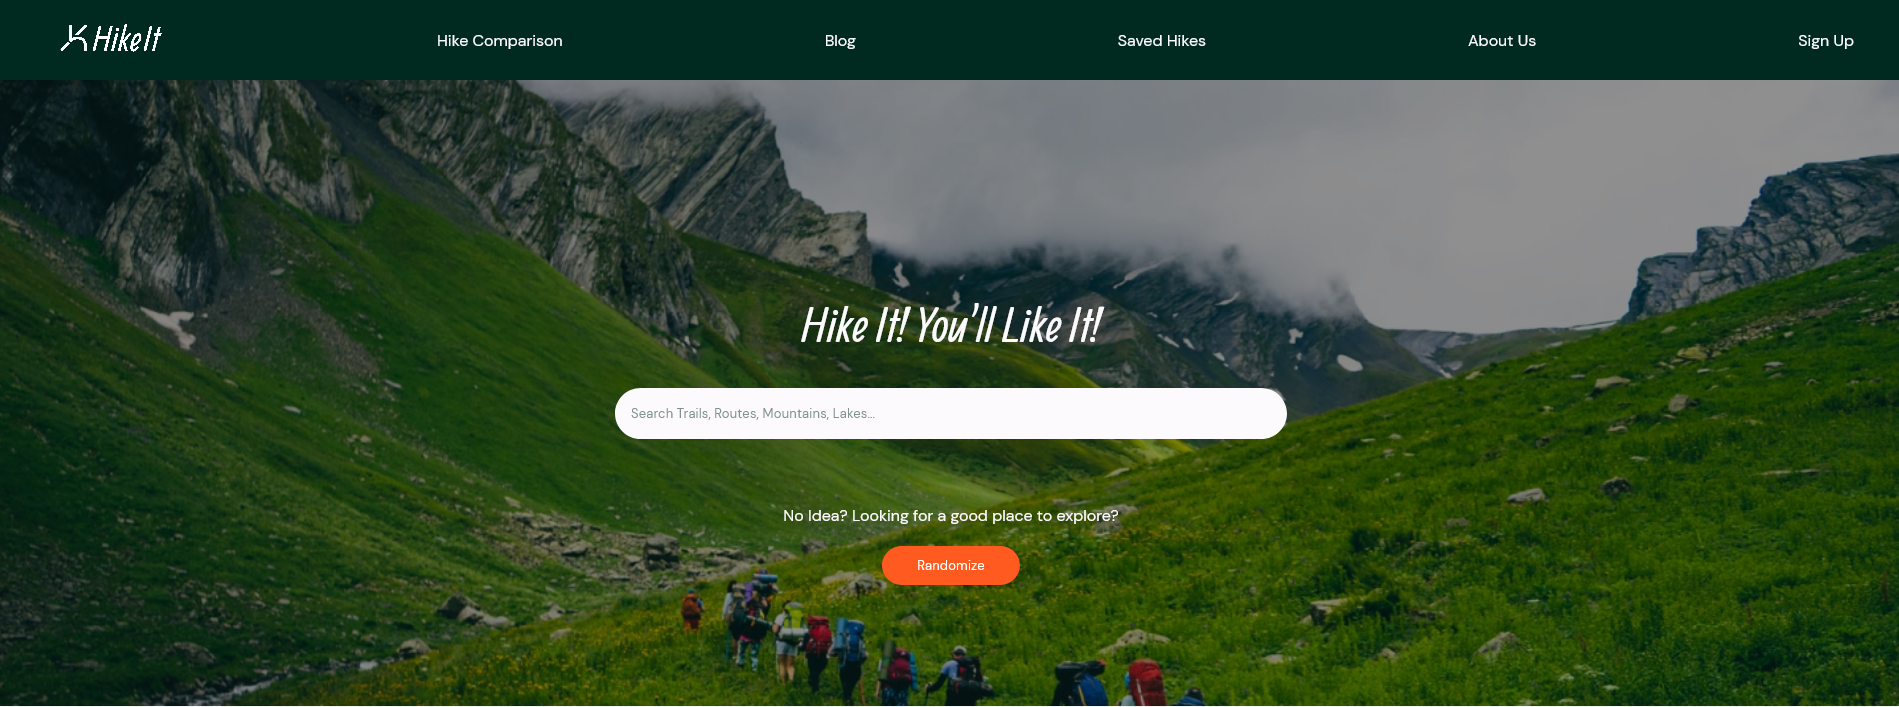 HikeIt
Hike Comparison
Blog
Saved Hikes
About Us
Sign Up
Hike It! You'll Like It!
Search Trails, Routes, Mountains, Lakes...
No Idea? Looking for a good place to explore?
Randomize